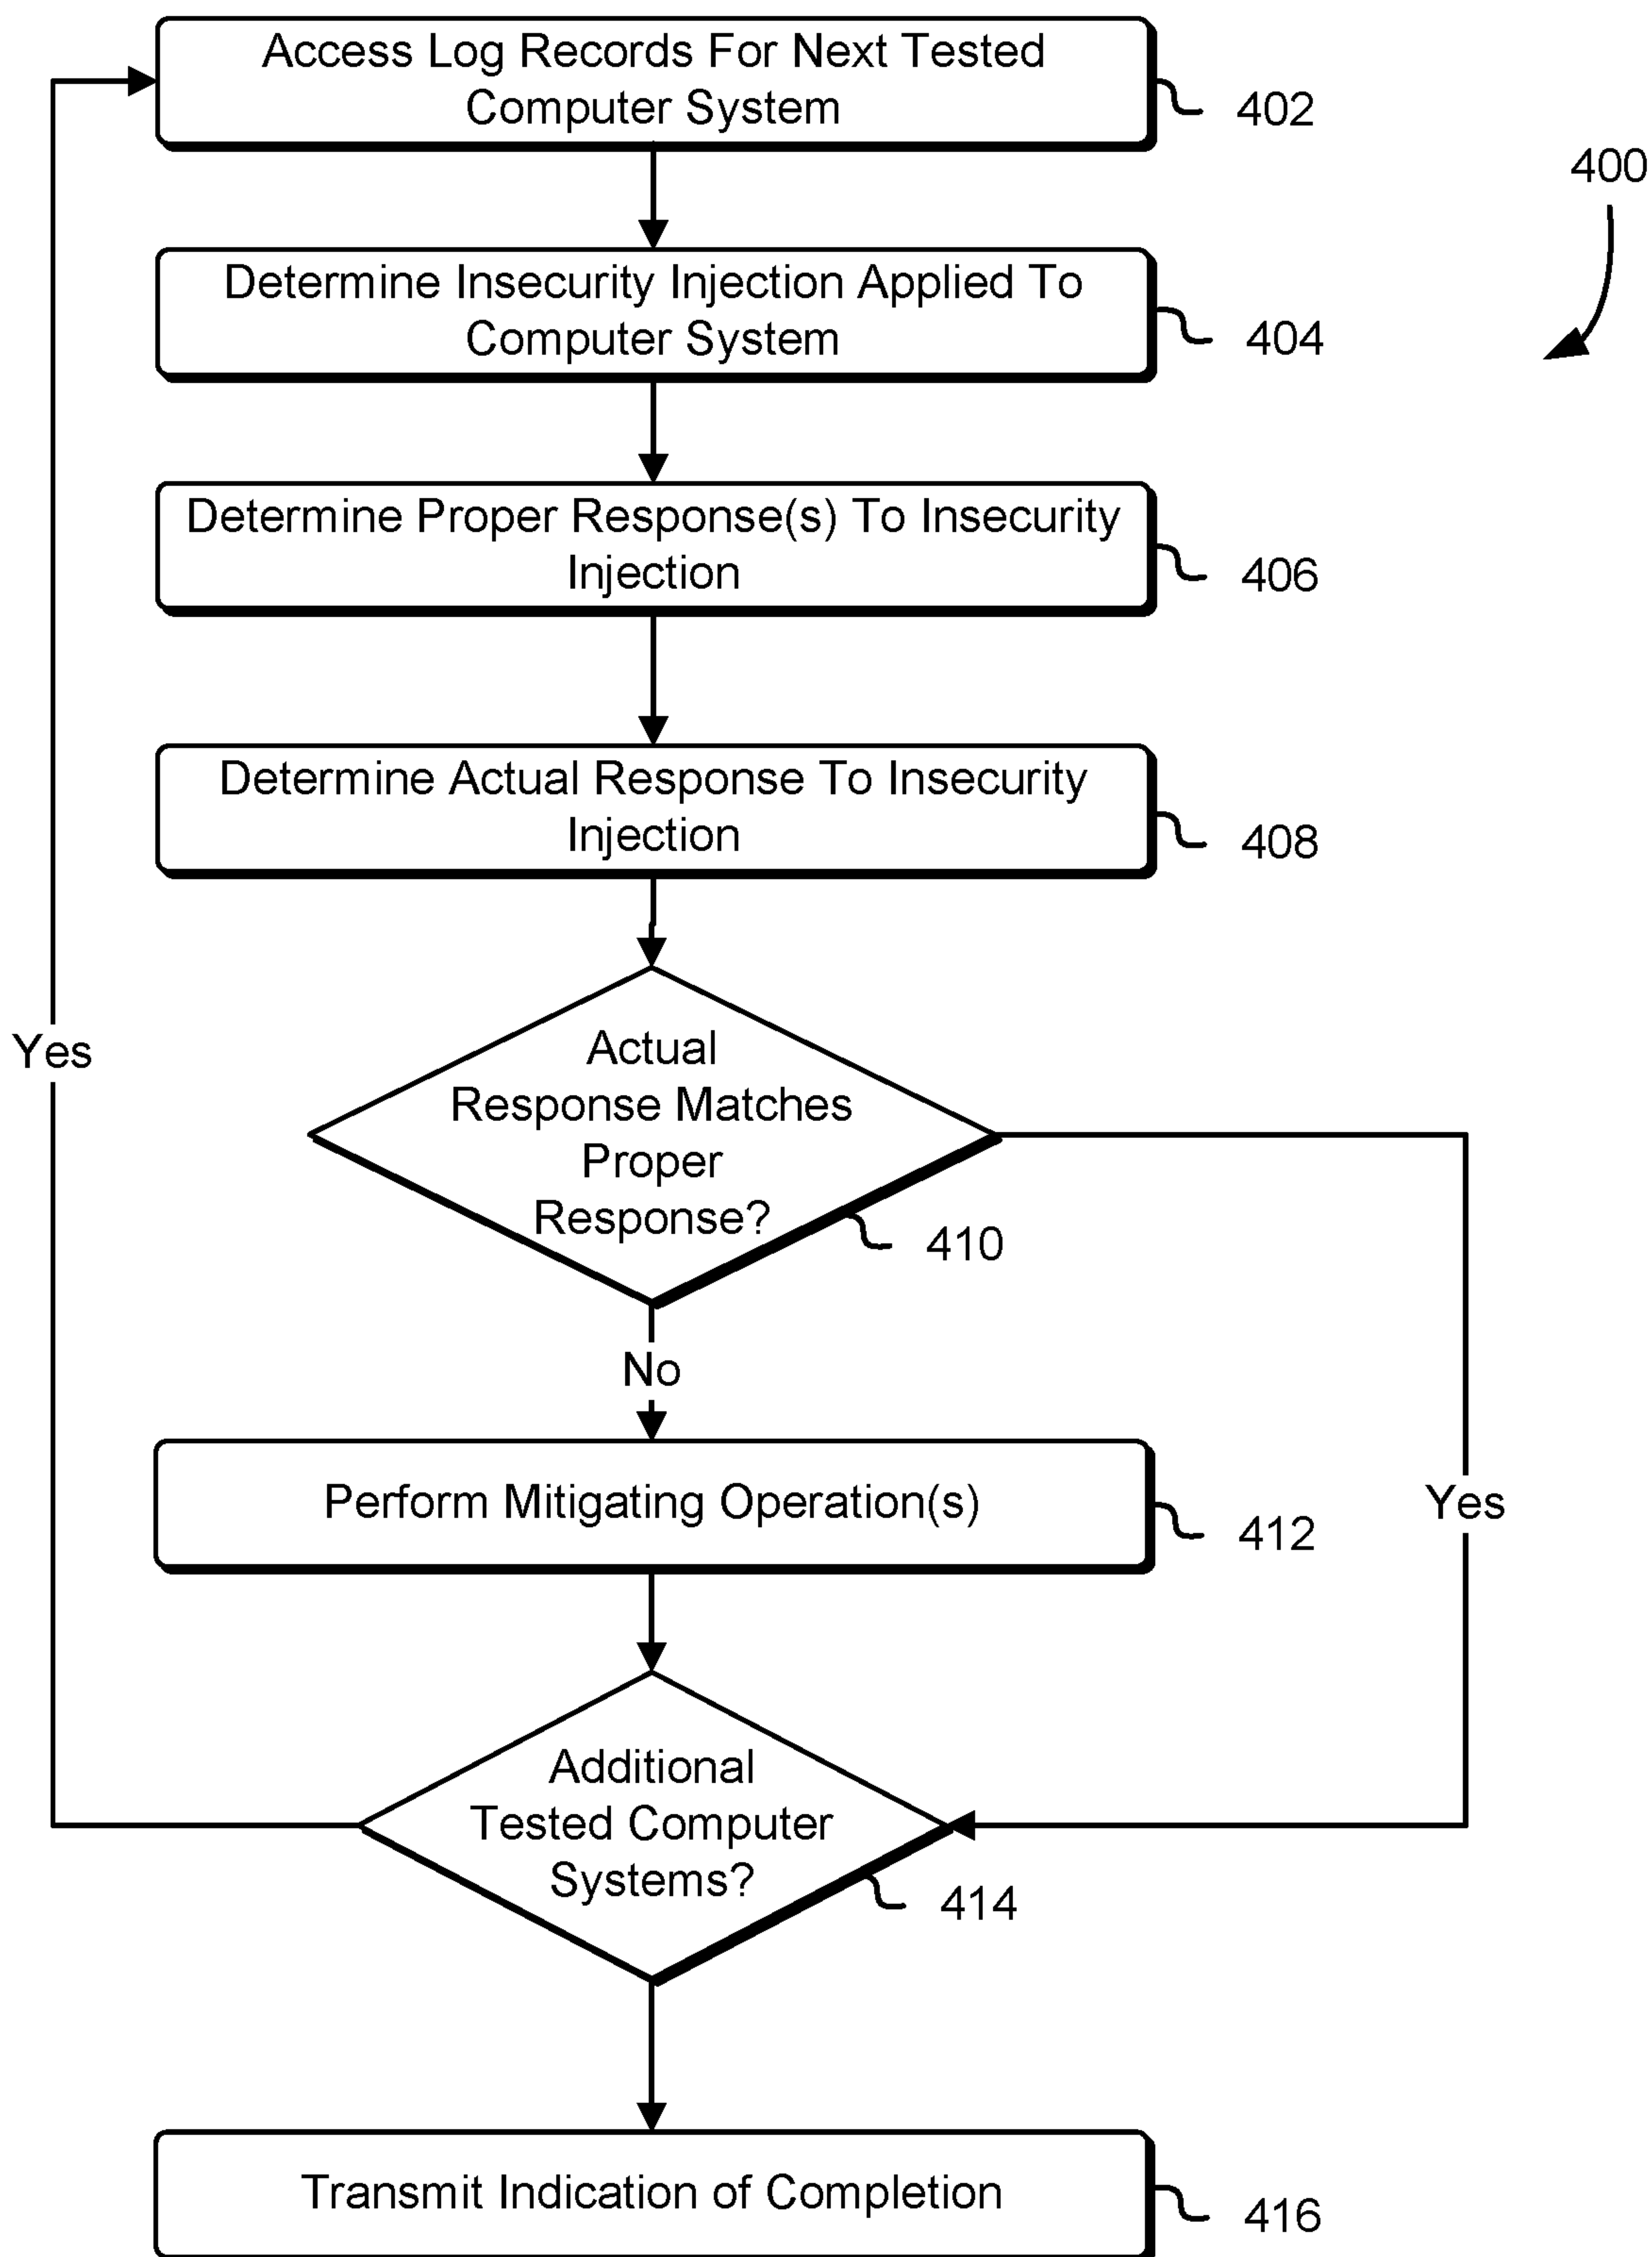 Access Log Records For Next Tested
Computer System
402
400
Determine Insecurity Injection Applied To
Computer System
404
Determine Proper Response(s) To Insecurity
Injection
406
Determine Actual Response To Insecurity
Injection
408
Yes
Actual
Response Matches
Proper
Response?
410
No
Perform Mitigating Operation(s)
412
Yes
Additional
Tested Computer
Systems?
414
Transmit Indication of Completion
416